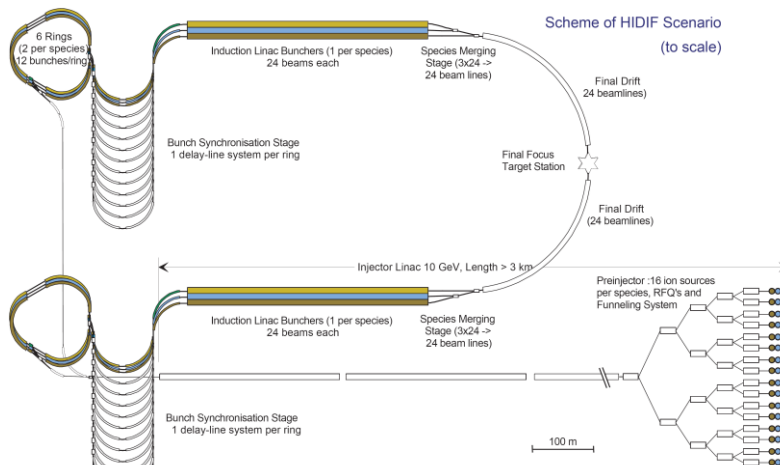 Scheme of HIDIF Scenario
(to scale)
6 Rings
(2 per species)
12 bunches/ring
Induction Linac Bunchers (1 per species)
24 beams each
Species Merging
Stage (3x24 ->
24 beam lines)
Final Drift
24 beamlines)
Bunch Synchronisation Stage
1 delay-line system per ring
Final Focus
Target Station
Final Drift
(24 beamlines)
Injector Linac 10 GeV, Length > 3 km
Preinjector :16 ion sources
per species, RFQ's and
Funneling System
Induction Linac Bunchers (1 per species)
24 beams each
Species Merging
Stage (3x24 ->
24 beam lines)
Bunch Synchronisation Stage
1 delay-line system per ring
100 m